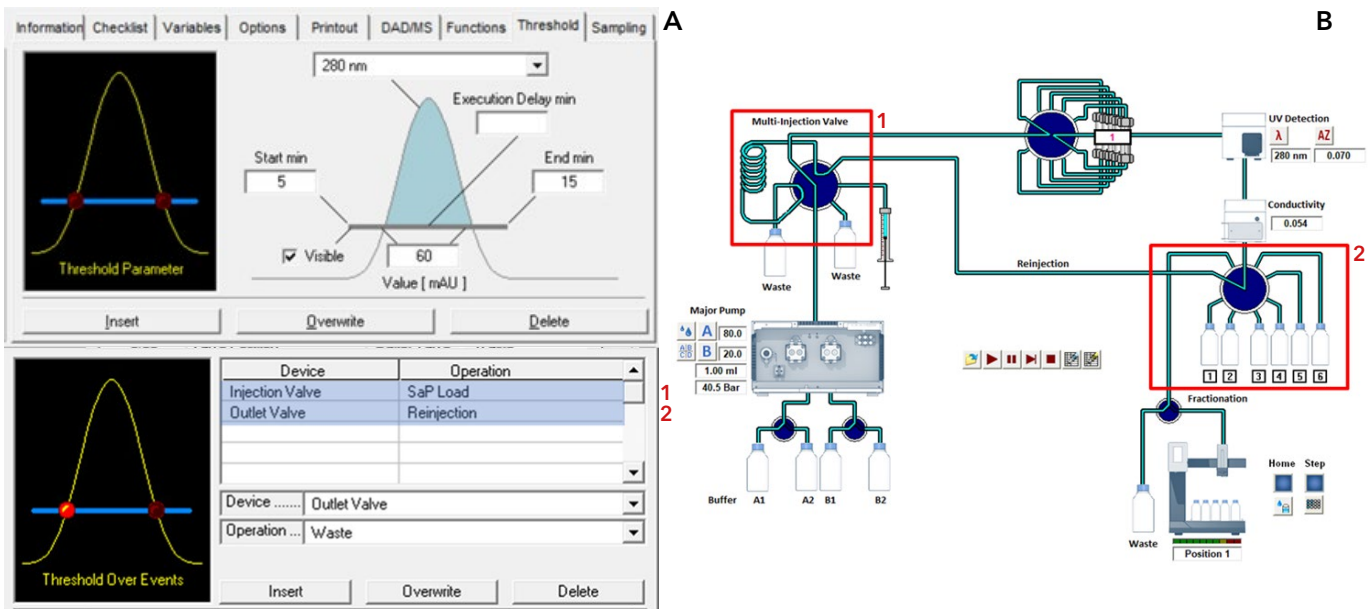 Information Checklist Variables Options Printout DAD/MS Functions Threshold Sampling
280 nm
Execution Delay min
Start min
5
End min
15
Visible
60
Value [ mAU ]
Threshold Parameter
Insert Overwrite Delete
Device Operation
Injection Valve SaP Load 1
Outlet Valve Reinjection 2
Device ....... Outlet Valve
Operation ... Waste
Threshold Over Events
Insert Overwrite Delete
A
B
Multi-Injection Valve
1
Waste
Waste
1
UV Detection
λ AZ
280 nm 0.070
Conductivity
0.054
2
Reinjection
1 2 3 4 5 6
Major Pump
A 80.0
B 20.0
1.00 ml
40.5 Bar
Buffer A1 A2 B1 B2
Fractionation
Home Step
Waste
Position 1